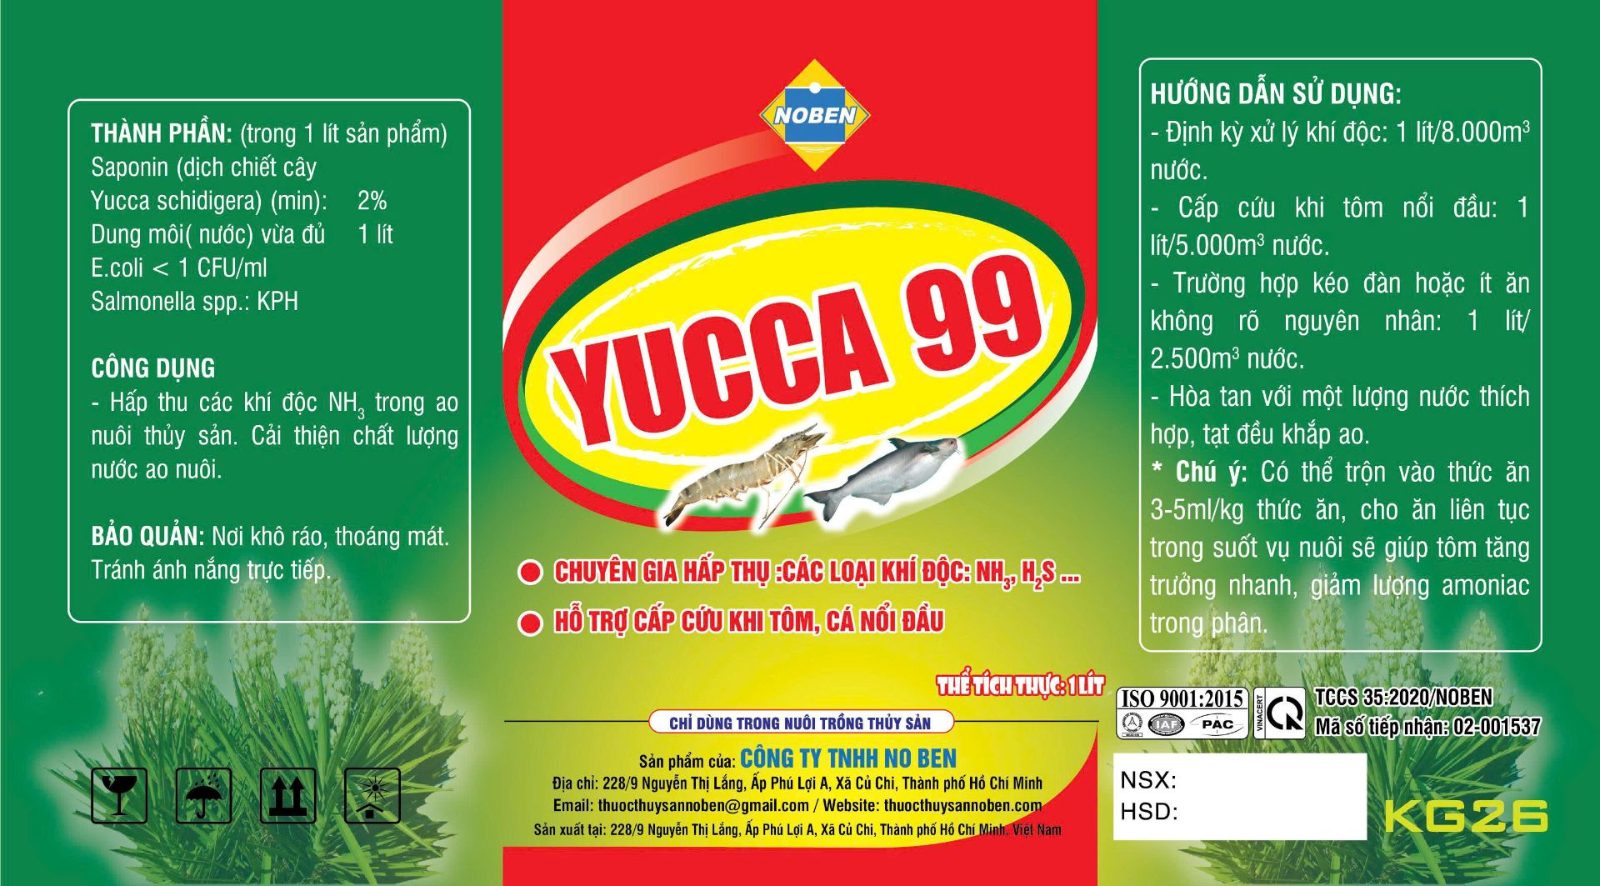 THÀNH PHẦN: (trong 1 lít sản phẩm)
Saponin (dịch chiết cây
Yucca schidigera) (min): 2%
Dung môi( nước) vừa đủ 1 lít
E.coli < 1 CFU/ml
Salmonella spp.: KPH
CÔNG DỤNG
- Hấp thu các khí độc NH₃ trong ao
nuôi thủy sản. Cải thiện chất lượng
nước ao nuôi.
BẢO QUẢN: Nơi khô ráo, thoáng mát.
Tránh ánh nắng trực tiếp.
NOBEN
YUCCA 99
CHUYÊN GIA HẤP THỤ :CÁC LOẠI KHÍ ĐỘC: NH₃, H₂S ...
HỖ TRỢ CẤP CỨU KHI TÔM, CÁ NỔI ĐẦU
THỂ TÍCH THỰC: 1 LÍT
CHỈ DÙNG TRONG NUÔI TRỒNG THỦY SẢN
Sản phẩm của: CÔNG TY TNHH NO BEN
Địa chỉ: 228/9 Nguyễn Thị Lắng, Ấp Phú Lợi A, Xã Củ Chi, Thành phố Hồ Chí Minh
Email: thuocthuysannoben@gmail.com / Website: thuocthuysannoben.com
Sản xuất tại: 228/9 Nguyễn Thị Lắng, Ấp Phú Lợi A, Xã Củ Chi, Thành phố Hồ Chí Minh, Việt Nam
HƯỚNG DẪN SỬ DỤNG:
- Định kỳ xử lý khí độc: 1 lít/8.000m³
nước.
- Cấp cứu khi tôm nổi đầu: 1
lít/5.000m³ nước.
- Trường hợp kéo đàn hoặc ít ăn
không rõ nguyên nhân: 1 lít/
2.500m³ nước.
- Hòa tan với một lượng nước thích
hợp, tạt đều khắp ao.
* Chú ý: Có thể trộn vào thức ăn
3-5ml/kg thức ăn, cho ăn liên tục
trong suốt vụ nuôi sẽ giúp tôm tăng
trưởng nhanh, giảm lượng amoniac
trong phân.
ISO 9001:2015
IAF PAC
VINACERT
TCCS 35:2020/NOBEN
Mã số tiếp nhận: 02-001537
NSX:
HSD:
KG26